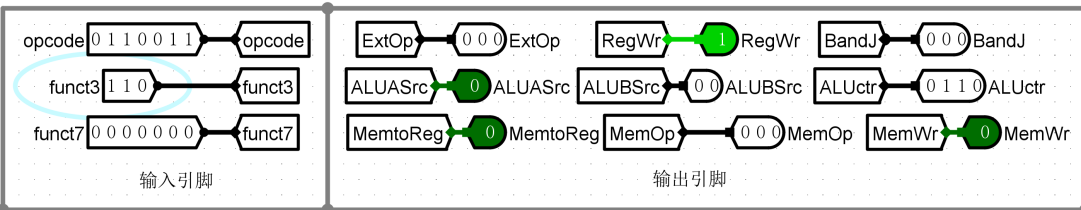 opcode 0110011 opcode ExtOp 000 ExtOp RegWr 1 RegWr BandJ 000 BandJ
funct3 110 funct3 ALUASrc 0 ALUASrc ALUBSrc 00 ALUBSrc ALUctr 0110 ALUctr
funct7 0000000 funct7 MemtoReg 0 MemtoReg MemOp 000 MemOp MemWr 0 MemWr
输入引脚 输出引脚